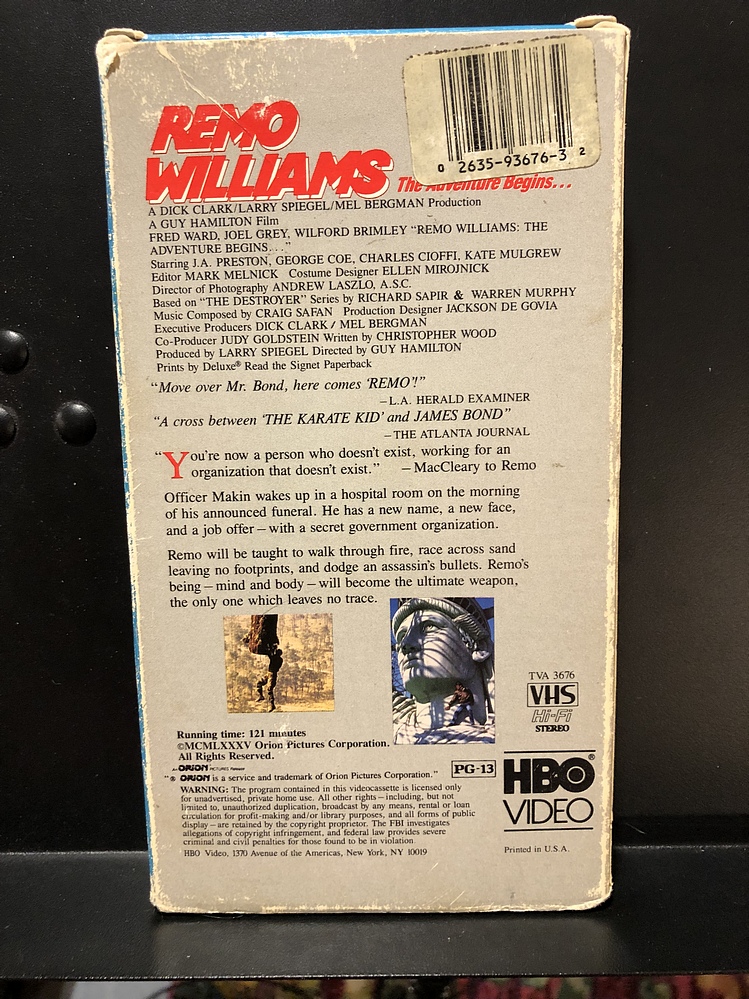 0 2635-93676-3 2
REMO
WILLIAMS The Adventure Begins...
A DICK CLARK/LARRY SPIEGEL/MEL BERGMAN Production
A GUY HAMILTON Film
FRED WARD, JOEL GREY, WILFORD BRIMLEY "REMO WILLIAMS: THE
ADVENTURE BEGINS..."
Starring J.A. PRESTON, GEORGE COE, CHARLES CIOFFI, KATE MULGREW
Editor MARK MELNICK Costume Designer ELLEN MIROJNICK
Director of Photography ANDREW LASZLO, A.S.C.
Based on "THE DESTROYER" Series by RICHARD SAPIR & WARREN MURPHY
Music Composed by CRAIG SAFAN Production Designer JACKSON DE GOVIA
Executive Producers DICK CLARK / MEL BERGMAN
Co-Producer JUDY GOLDSTEIN Written by CHRISTOPHER WOOD
Produced by LARRY SPIEGEL Directed by GUY HAMILTON
Prints by Deluxe® Read the Signet Paperback
"Move over Mr. Bond, here comes 'REMO'!"
–L.A. HERALD EXAMINER
"A cross between 'THE KARATE KID' and JAMES BOND"
–THE ATLANTA JOURNAL
"You're now a person who doesn't exist, working for an
organization that doesn't exist." –MacCleary to Remo
Officer Makin wakes up in a hospital room on the morning
of his announced funeral. He has a new name, a new face,
and a job offer – with a secret government organization.
Remo will be taught to walk through fire, race across sand
leaving no footprints, and dodge an assassin's bullets. Remo's
being – mind and body – will become the ultimate weapon,
the only one which leaves no trace.
TVA 3676
VHS
Hi-Fi
STEREO
Running time: 121 minutes
©MCMLXXXV Orion Pictures Corporation.
All Rights Reserved.
An ORION PICTURES Release
"® ORION is a service and trademark of Orion Pictures Corporation."
PG-13
HBO®
VIDEO
WARNING: The program contained in this videocassette is licensed only
for unadvertised, private home use. All other rights – including, but not
limited to, unauthorized duplication, broadcast by any means, rental or loan
circulation for profit-making and/or library purposes, and all forms of public
display – are retained by the copyright proprietor. The FBI investigates
allegations of copyright infringement, and federal law provides severe
criminal and civil penalties for those found to be in violation.
HBO Video, 1370 Avenue of the Americas, New York, NY 10019
Printed in U.S.A.